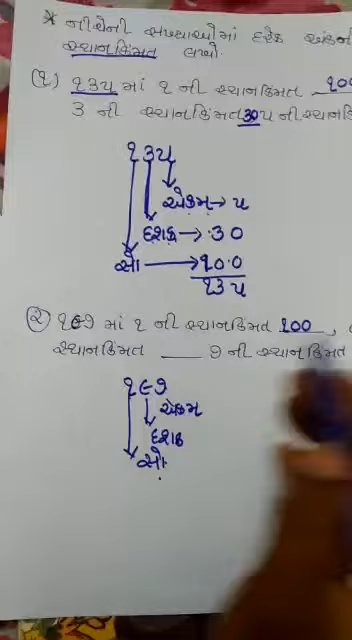 * નીચેની સંખ્યાઓમાં દરેક અંકની
સ્થાનકિંમત લખો.
(૧) ૧૩૫ માં ૧ ની સ્થાનકિંમત ૧૦૦
૩ ની સ્થાનકિંમત ૩૦ ૫ ની સ્થાનકિં
૧૩૫
એકમ → ૫
દશક → ૩૦
સો → ૧૦૦
૧૩૫
(૨) ૧૯૭ માં ૧ ની સ્થાનકિંમત ૧૦૦,
સ્થાનકિંમત ___ ૭ ની સ્થાનકિંમત
૧૯૭
એકમ
દશક
સો